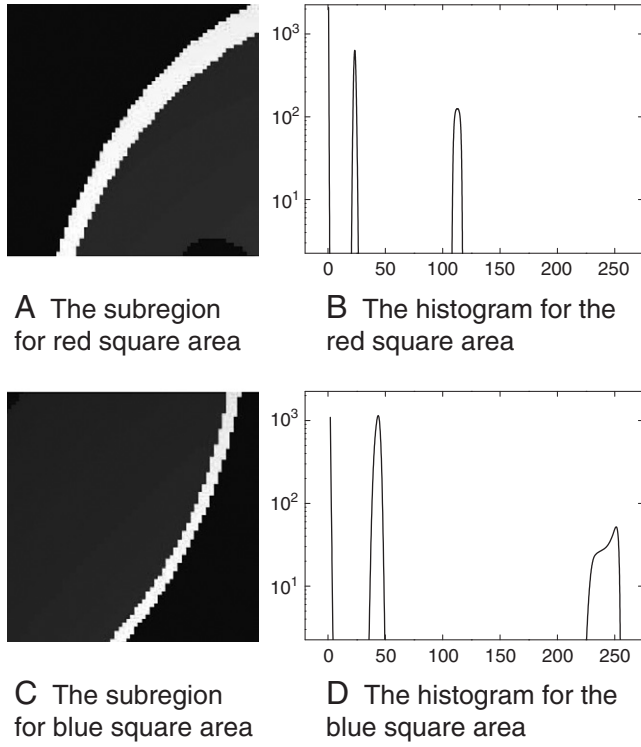 10³
10²
10¹
0 50 100 150 200 250
A The subregion
for red square area
B The histogram for the
red square area
10³
10²
10¹
0 50 100 150 200 250
C The subregion
for blue square area
D The histogram for the
blue square area